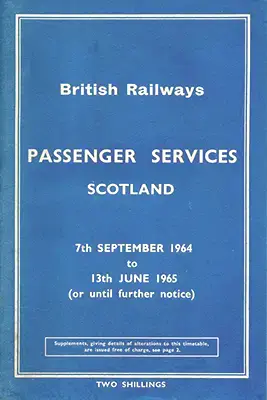 British Railways
PASSENGER SERVICES
SCOTLAND
7th SEPTEMBER 1964
to
13th JUNE 1965
(or until further notice)
Supplements, giving details of alterations to this timetable,
are issued free of charge, see page 2.
TWO SHILLINGS